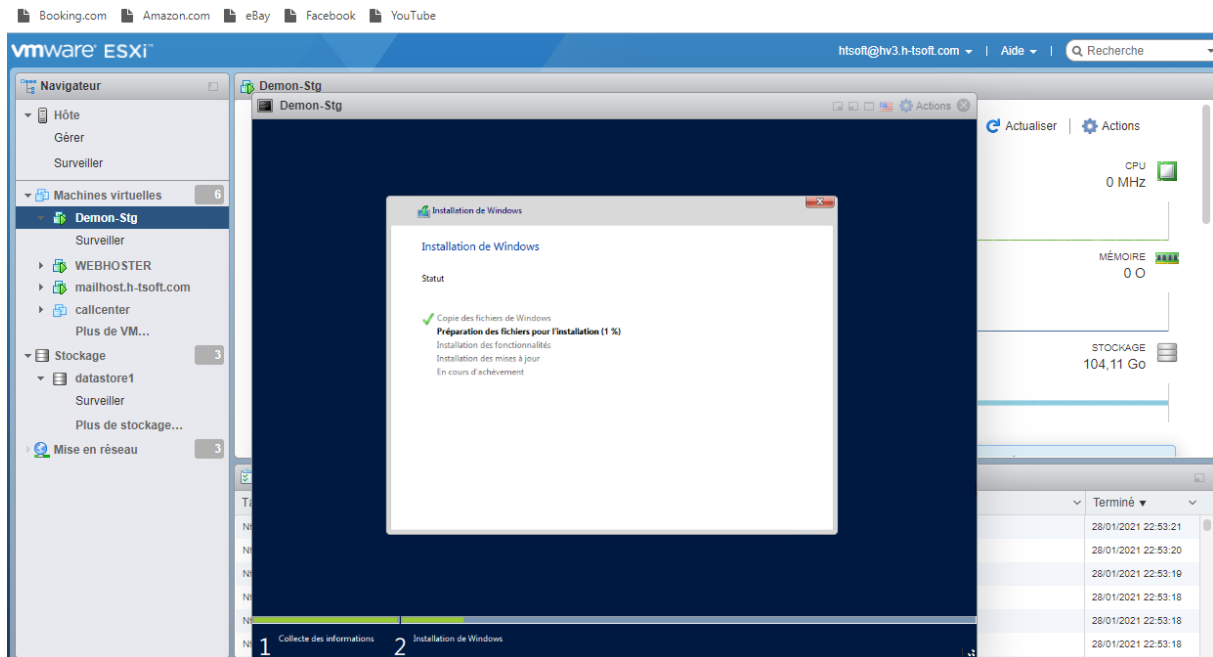 Booking.com Amazon.com eBay Facebook YouTube
vmware ESXi™ htsoft@hv3.h-tsoft.com | Aide | Recherche
Navigateur
Hôte
Gérer
Surveiller
Machines virtuelles 6
Demon-Stg
Surveiller
WEBHOSTER
mailhost.h-tsoft.com
callcenter
Plus de VM...
Stockage 3
datastore1
Surveiller
Plus de stockage...
Mise en réseau 3
Demon-Stg
Demon-Stg Actions
Actualiser | Actions
CPU
0 MHz
MÉMOIRE
0 O
STOCKAGE
104,11 Go
Installation de Windows
Installation de Windows
Statut
Copie des fichiers de Windows
Préparation des fichiers pour l'installation (1 %)
Installation des fonctionnalités
Installation des mises à jour
En cours d'achèvement
1 Collecte des informations 2 Installation de Windows
Terminé
28/01/2021 22:53:21
28/01/2021 22:53:20
28/01/2021 22:53:19
28/01/2021 22:53:18
28/01/2021 22:53:18
28/01/2021 22:53:18